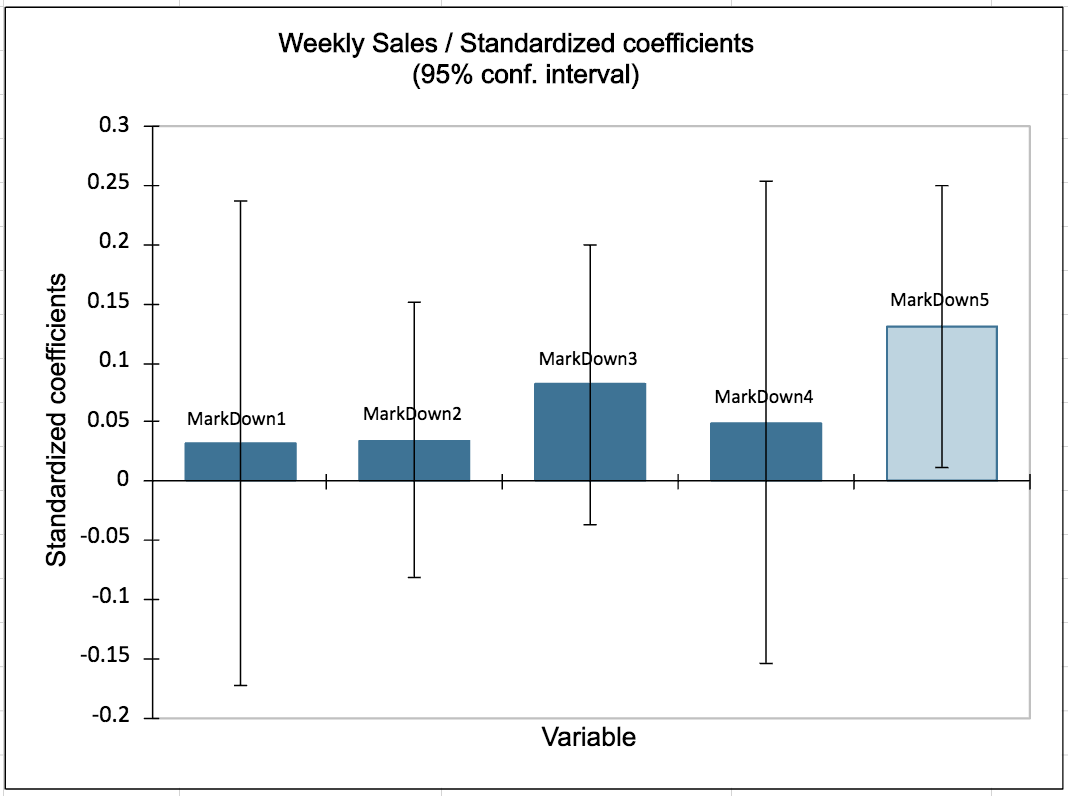 Weekly Sales / Standardized coefficients
(95% conf. interval)
0.3
0.25
0.2
0.15
0.1
0.05
0
-0.05
-0.1
-0.15
-0.2
Standardized coefficients
MarkDown1
MarkDown2
MarkDown3
MarkDown4
MarkDown5
Variable